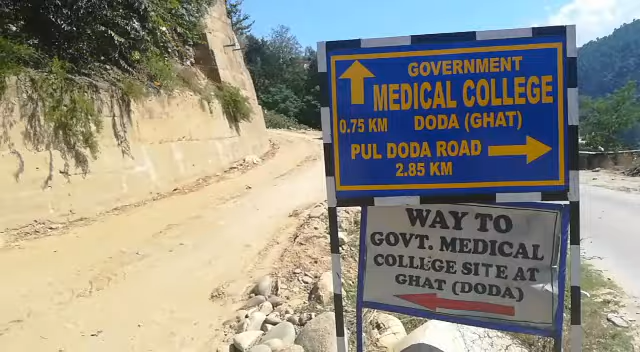 GOVERNMENT
MEDICAL COLLEGE
0.75 KM DODA (GHAT)
PUL DODA ROAD
2.85 KM
WAY TO
GOVT. MEDICAL
COLLEGE SITE AT
GHAT (DODA)